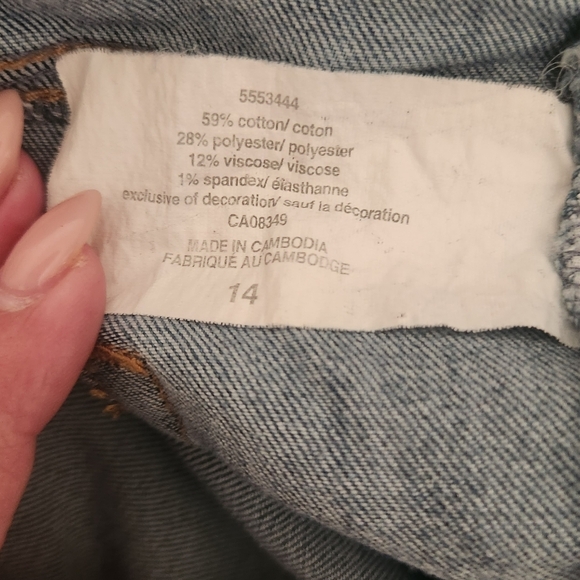 5553444
59% cotton/ coton
28% polyester/ polyester
12% viscose/ viscose
1% spandex/ élasthanne
exclusive of decoration/ sauf la décoration
CA08349
MADE IN CAMBODIA
FABRIQUÉ AU CAMBODGE
14